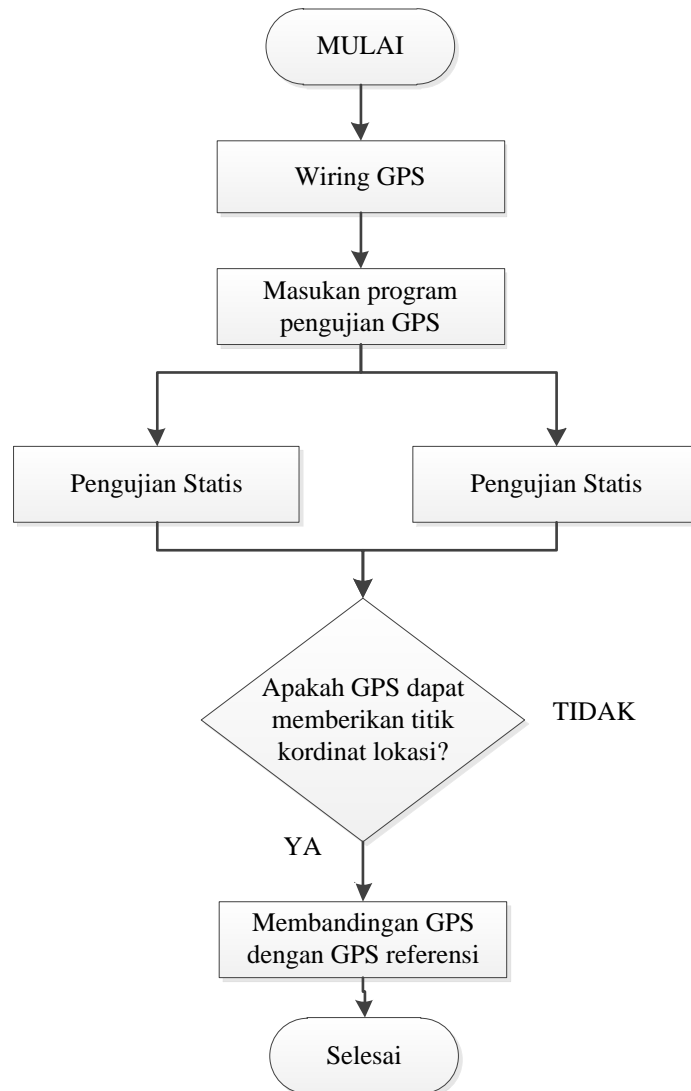 MULAI
Wiring GPS
Masukan program
pengujian GPS
Pengujian Statis
Pengujian Statis
Apakah GPS dapat
memberikan titik
kordinat lokasi?
TIDAK
YA
Membandingan GPS
dengan GPS referensi
Selesai